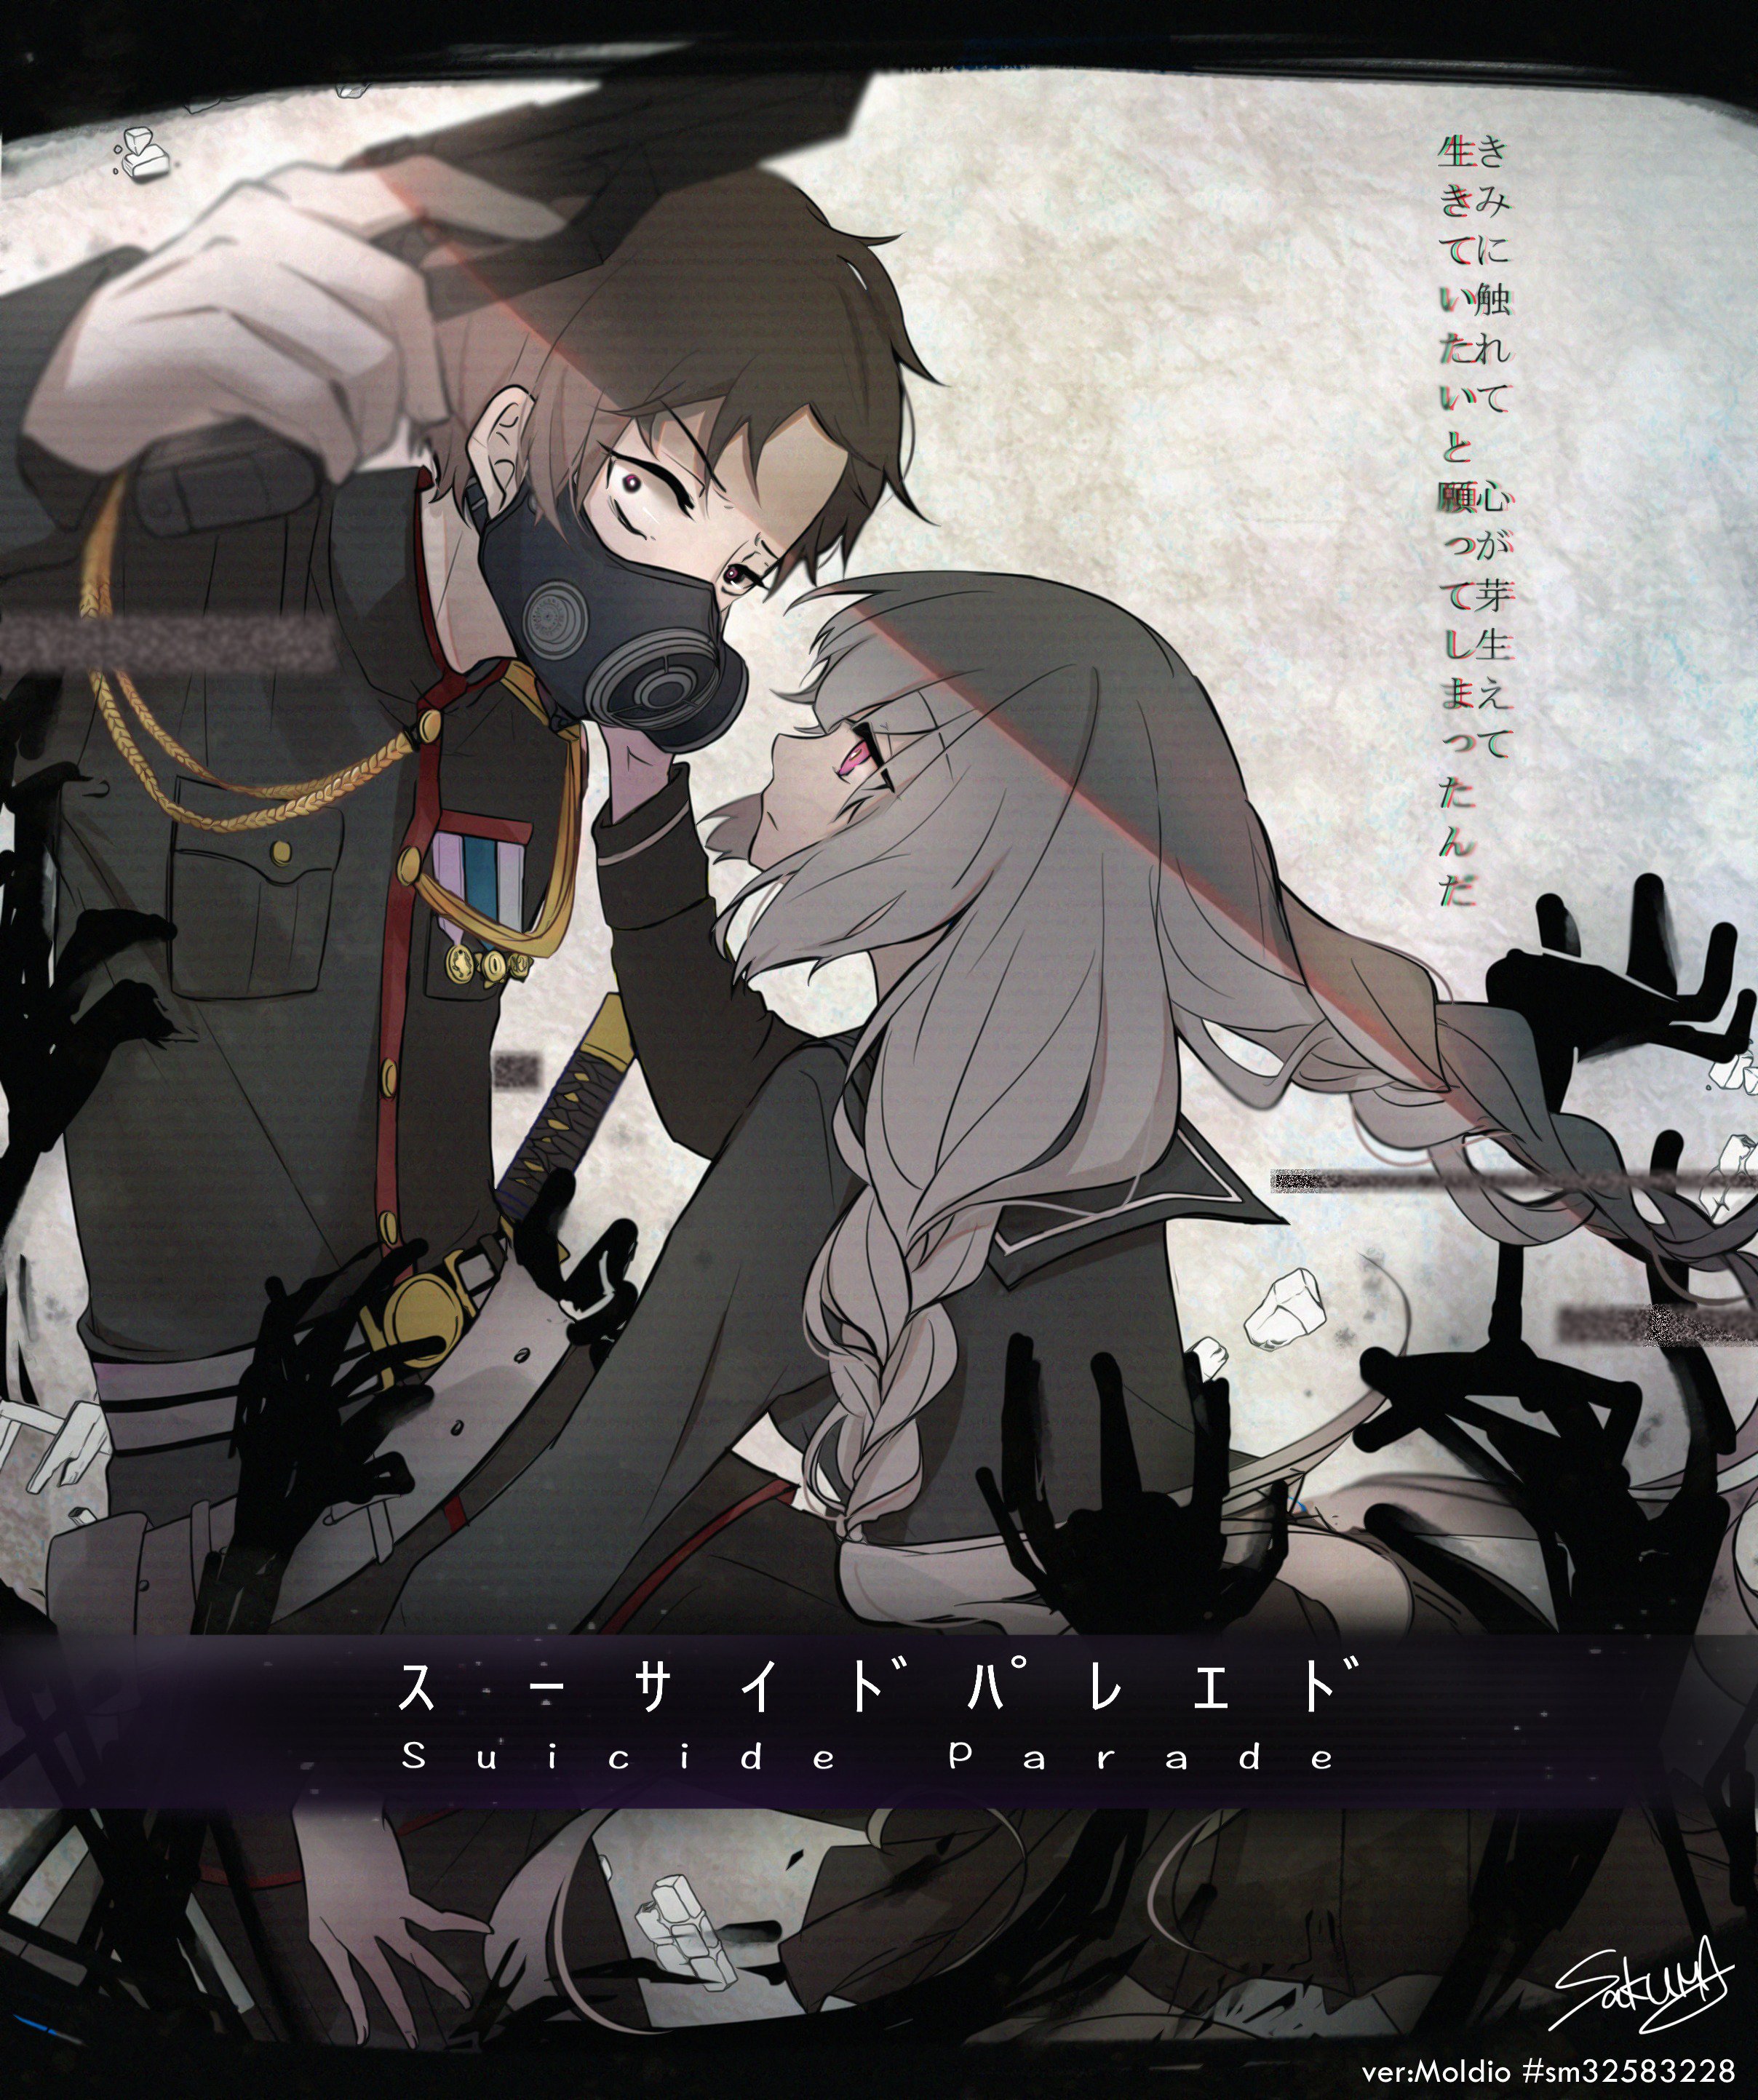 きみに触れて 心が芽生えて
生きていたいと願ってしまったんだ
スーサイドパレヱド
Suicide Parade
SakuyA
ver:Moldio #sm32583228